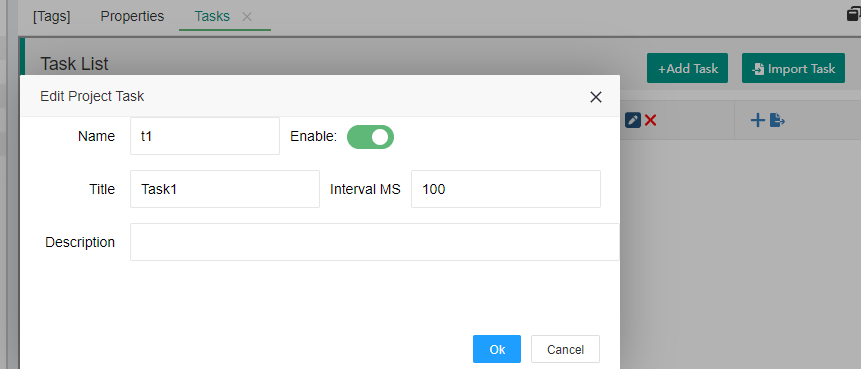 [Tags] Properties Tasks
Task List +Add Task Import Task
Edit Project Task
Name t1 Enable:
Title Task1 Interval MS 100
Description
Ok Cancel